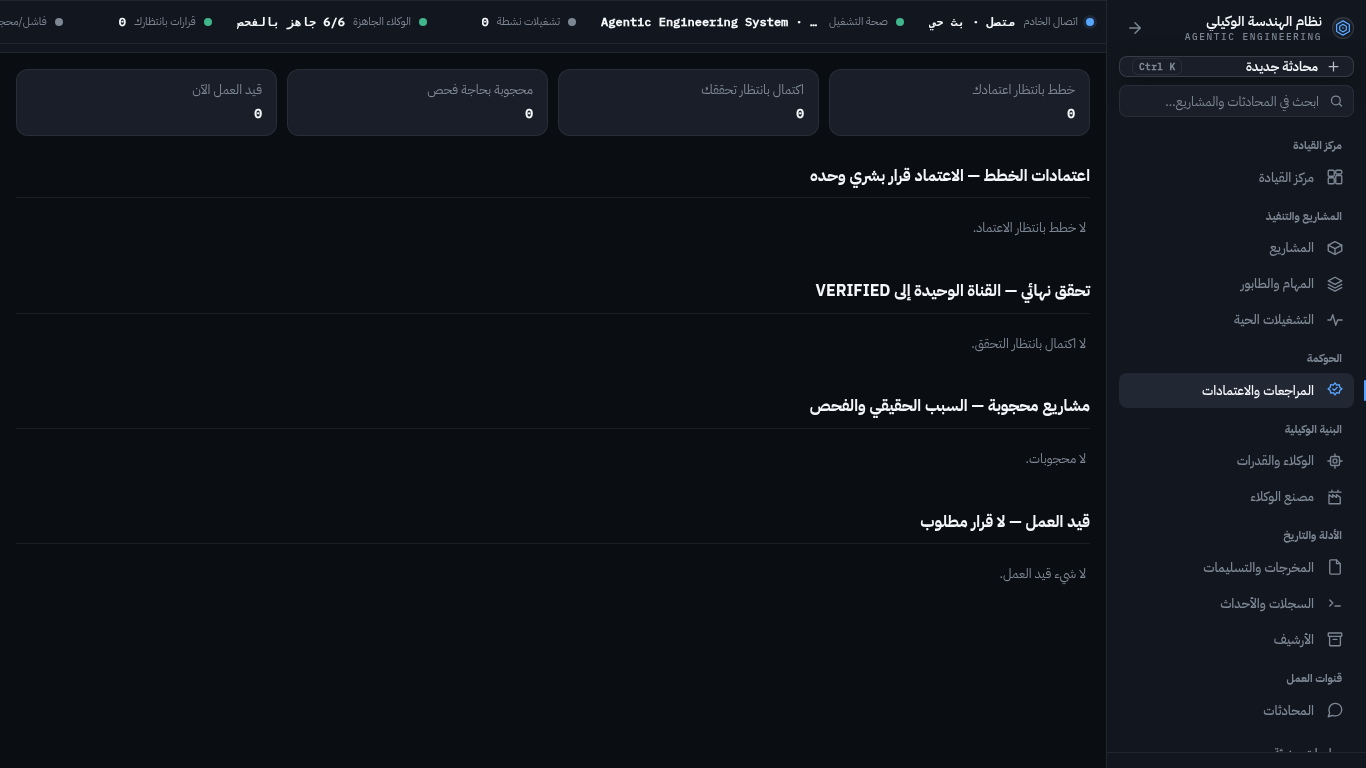 نظام الهندسة الوكيلي
AGENTIC ENGINEERING
محادثة جديدة
Ctrl K
ابحث في المحادثات والمشاريع...
مركز القيادة
مركز القيادة
المشاريع والتنفيذ
المشاريع
المهام والطابور
التشغيلات الحية
الحوكمة
المراجعات والاعتمادات
البنية الوكيلية
الوكلاء والقدرات
مصنع الوكلاء
الأدلة والتاريخ
المخرجات والتسليمات
السجلات والأحداث
الأرشيف
قنوات العمل
المحادثات
اتصال الخادم متصل · بث حي
صحة التشغيل Agentic Engineering System · …
تشغيلات نشطة 0
الوكلاء الجاهزة 6/6 جاهز بالفحص
قرارات بانتظارك 0
فاشل/محج
خطط بانتظار اعتمادك
0
اكتمال بانتظار تحققك
0
محجوبة بحاجة فحص
0
قيد العمل الآن
0
اعتمادات الخطط — الاعتماد قرار بشري وحده
لا خطط بانتظار الاعتماد.
تحقق نهائي — القناة الوحيدة إلى VERIFIED
لا اكتمال بانتظار التحقق.
مشاريع محجوبة — السبب الحقيقي والفحص
لا محجوبات.
قيد العمل — لا قرار مطلوب
لا شيء قيد العمل.